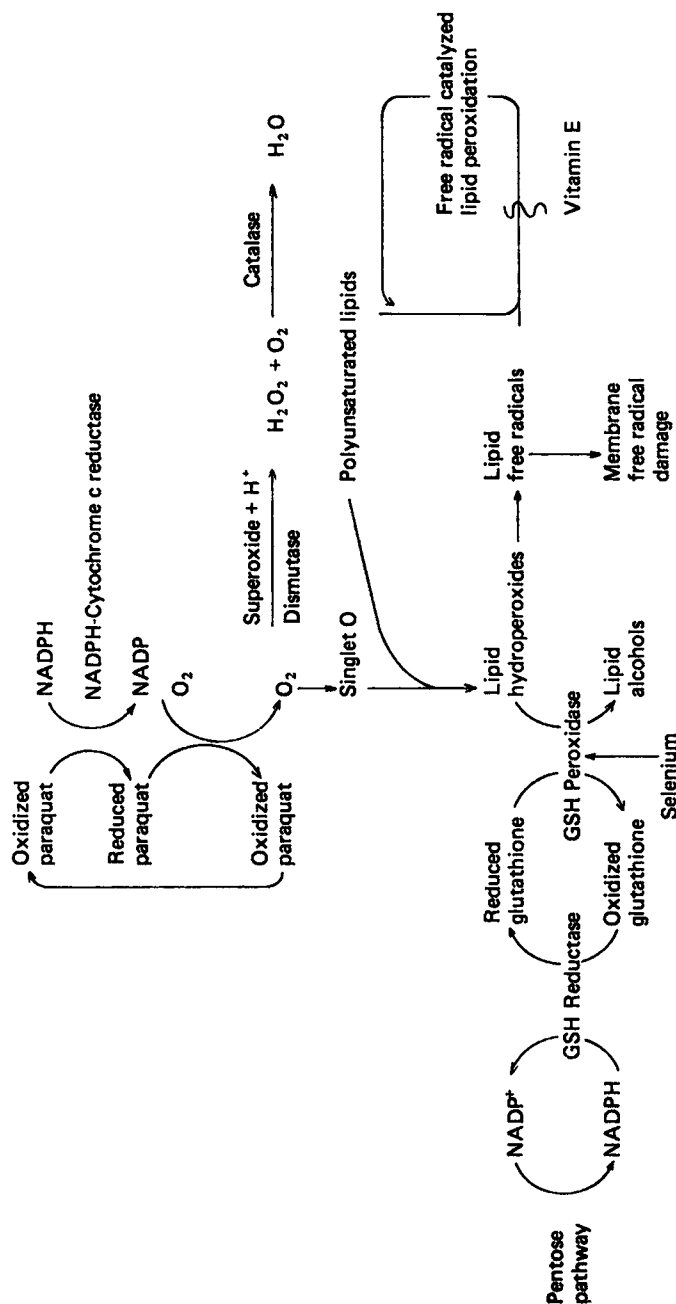 Oxidized
paraquat
NADPH
NADPH-Cytochrome c reductase
Reduced
paraquat
NADP
O₂
Oxidized
paraquat
O₂
Superoxide + H⁺
Dismutase
H₂O₂ + O₂
Catalase
H₂O
Singlet O
Polyunsaturated lipids
Free radical catalyzed
lipid peroxidation
Vitamin E
Lipid
hydroperoxides
Lipid
free radicals
Membrane
free radical
damage
Lipid
alcohols
GSH Peroxidase
Selenium
Reduced
glutathione
Oxidized
glutathione
GSH Reductase
NADP⁺
NADPH
Pentose
pathway